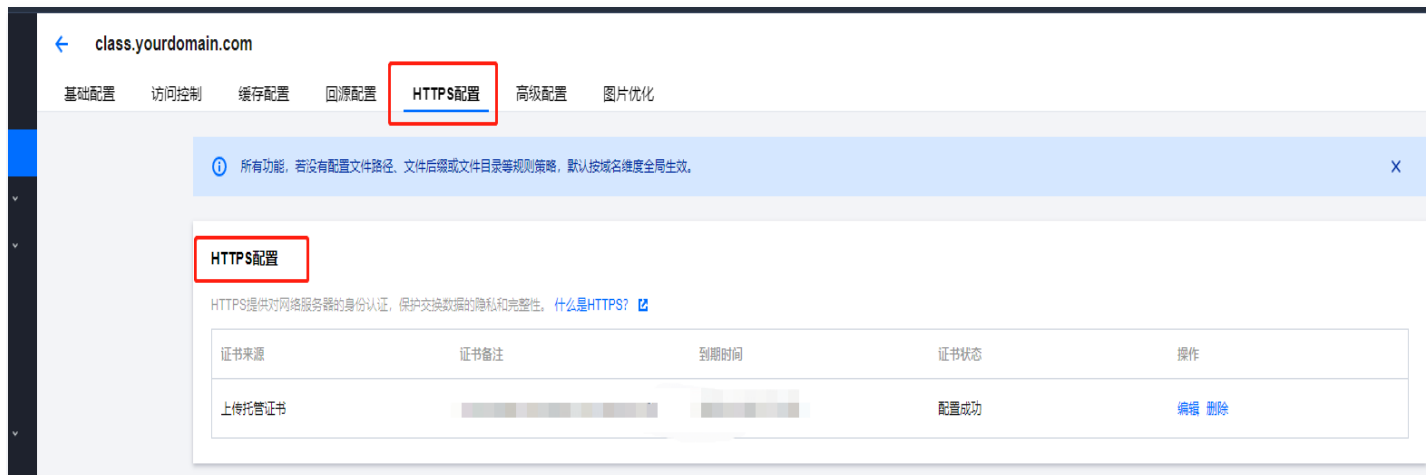 class.yourdomain.com
基础配置 访问控制 缓存配置 回源配置 HTTPS配置 高级配置 图片优化
所有功能，若没有配置文件路径、文件后缀或文件目录等规则策略，默认按域名维度全局生效。
HTTPS配置
HTTPS提供对网络服务器的身份认证，保护交换数据的隐私和完整性。 什么是HTTPS？
证书来源 证书备注 到期时间 证书状态 操作
上传托管证书 配置成功 编辑 删除